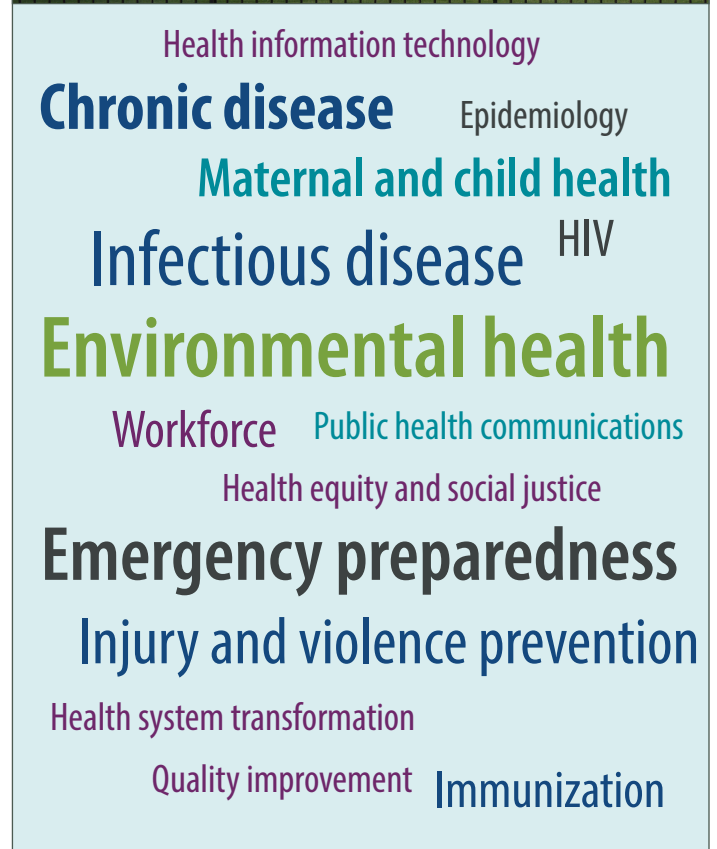 Health information technology
Chronic disease Epidemiology
Maternal and child health
Infectious disease HIV
Environmental health
Workforce Public health communications
Health equity and social justice
Emergency preparedness
Injury and violence prevention
Health system transformation
Quality improvement Immunization